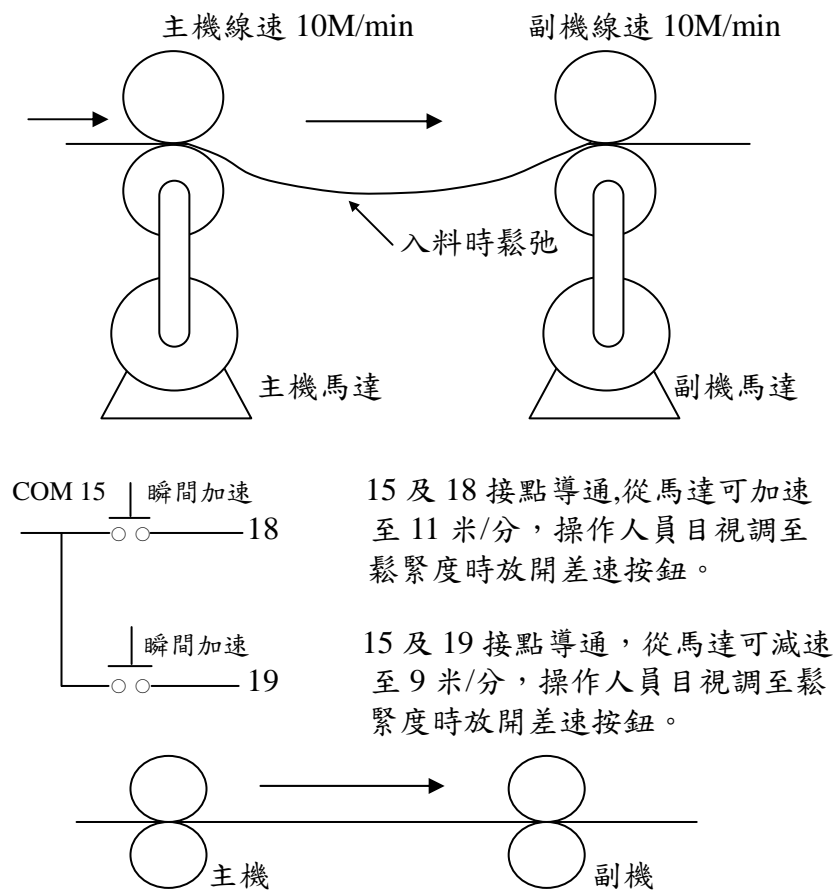 主機線速 10M/min
副機線速 10M/min
入料時鬆弛
主機馬達
副機馬達
COM 15
瞬間加速
18
15 及 18 接點導通,從馬達可加速
至 11 米/分，操作人員目視調至
鬆緊度時放開差速按鈕。
瞬間加速
19
15 及 19 接點導通，從馬達可減速
至 9 米/分，操作人員目視調至鬆
緊度時放開差速按鈕。
主機
副機